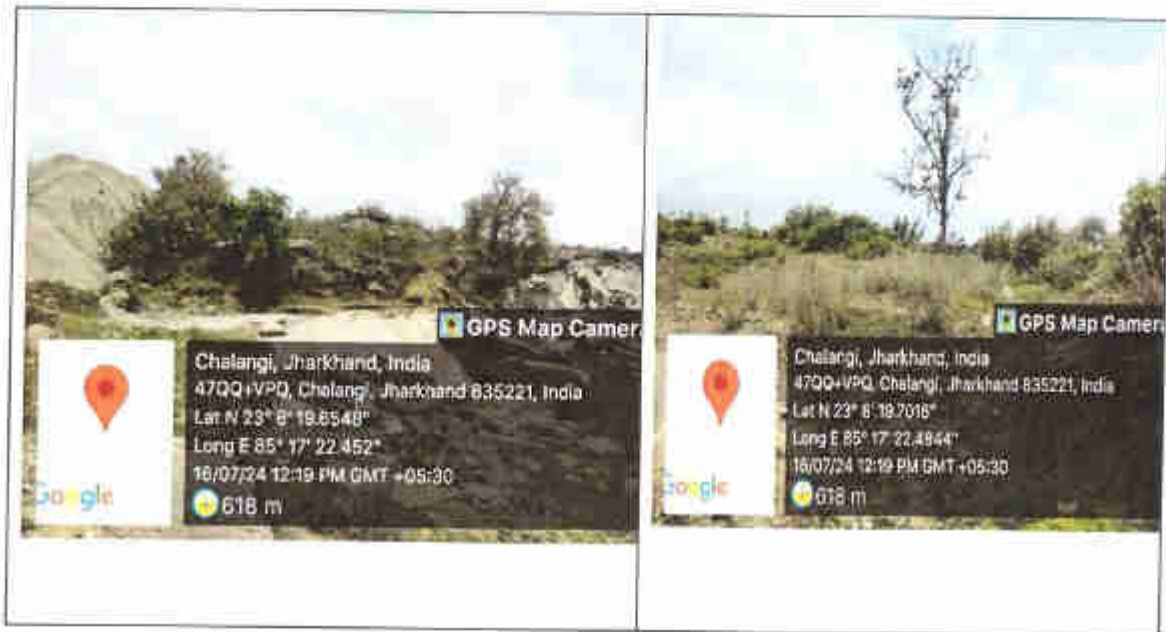 GPS Map Camera
Chalangi, Jharkhand, India
47QQ+VPQ, Chalangi, Jharkhand 835221, India
Lat N 23° 8' 19.6548"
Long E 85° 17' 22.452"
16/07/24 12:19 PM GMT +05:30
618 m
Google
GPS Map Camera
Chalangi, Jharkhand, India
47QQ+VPQ, Chalangi, Jharkhand 835221, India
Lat N 23° 8' 19.7016"
Long E 85° 17' 22.4844"
16/07/24 12:19 PM GMT +05:30
618 m
Google